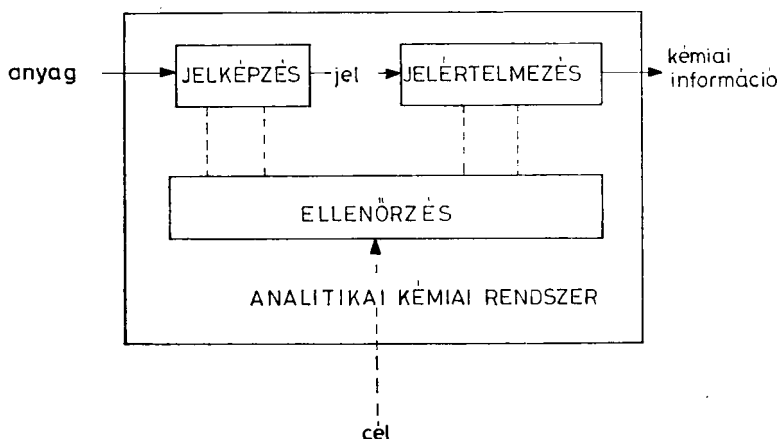 anyag
JELKÉPZÉS
jel
JELÉRTELMEZÉS
kémiai
információ
ELLENŐRZÉS
ANALITIKAI KÉMIAI RENDSZER
cél